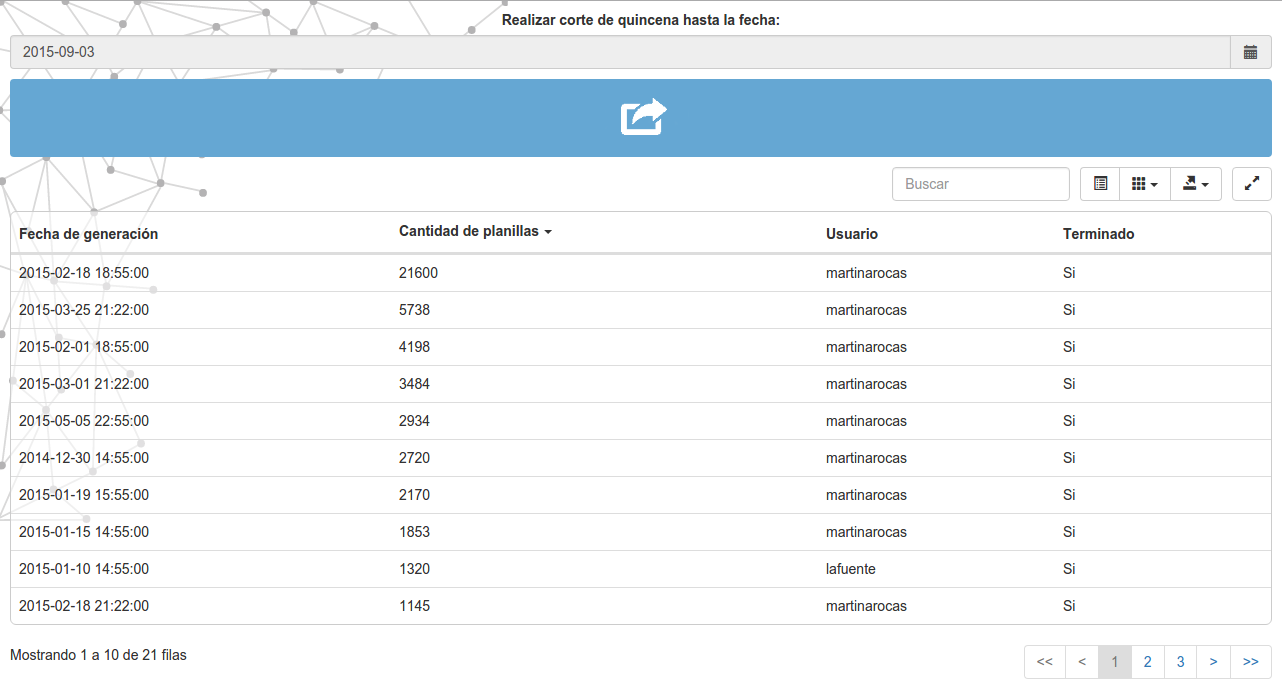 Realizar corte de quincena hasta la fecha:
2015-09-03
Buscar
Fecha de generación Cantidad de planillas Usuario Terminado
2015-02-18 18:55:00 21600 martinarocas Si
2015-03-25 21:22:00 5738 martinarocas Si
2015-02-01 18:55:00 4198 martinarocas Si
2015-03-01 21:22:00 3484 martinarocas Si
2015-05-05 22:55:00 2934 martinarocas Si
2014-12-30 14:55:00 2720 martinarocas Si
2015-01-19 15:55:00 2170 martinarocas Si
2015-01-15 14:55:00 1853 martinarocas Si
2015-01-10 14:55:00 1320 lafuente Si
2015-02-18 21:22:00 1145 martinarocas Si
Mostrando 1 a 10 de 21 filas
<< < 1 2 3 > >>